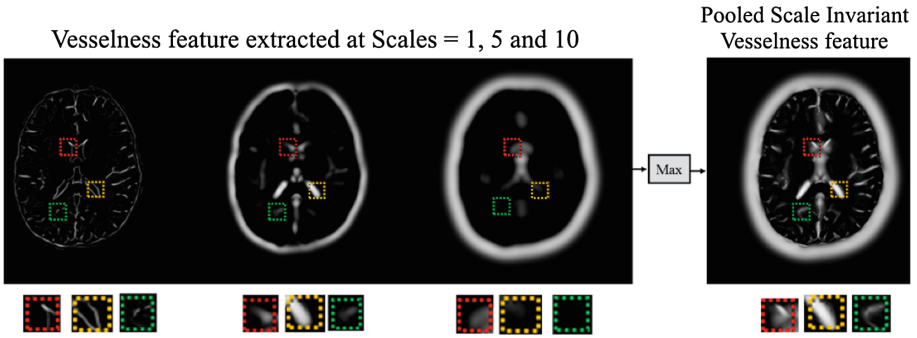 Vesselness feature extracted at Scales = 1, 5 and 10
Pooled Scale Invariant
Vesselness feature
Max